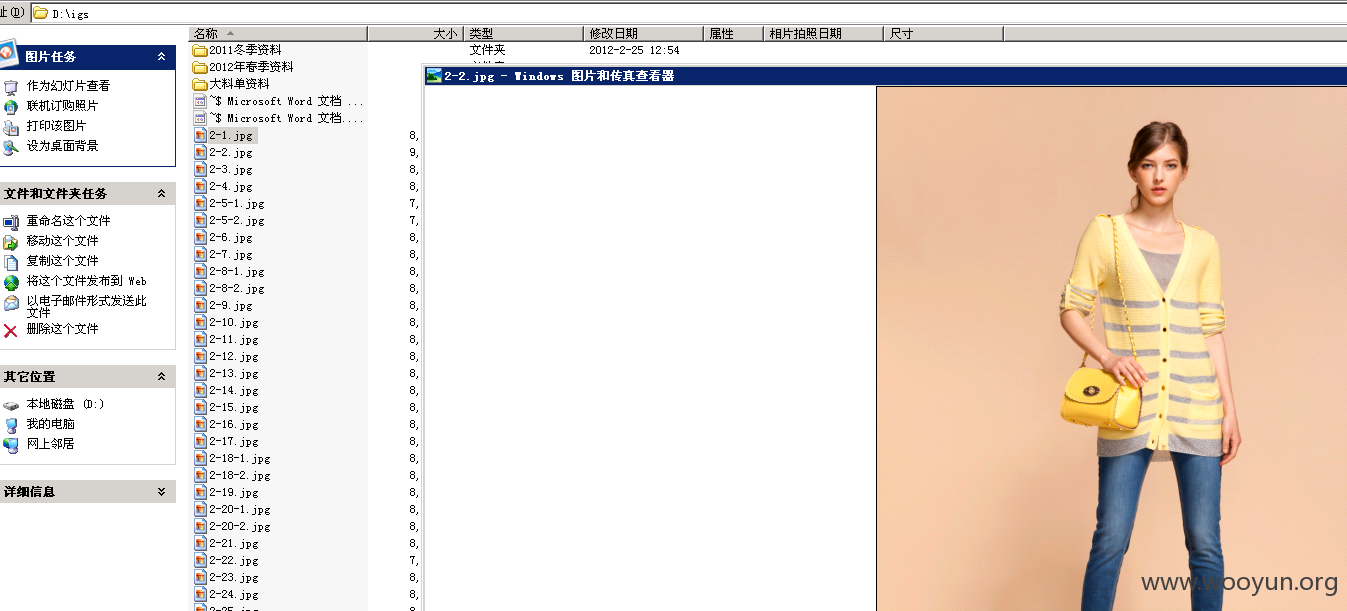 址(D) D:\igs
名称 大小 类型 修改日期 属性 相片拍照日期 尺寸
图片任务
作为幻灯片查看
联机订购照片
打印该图片
设为桌面背景
文件和文件夹任务
重命名这个文件
移动这个文件
复制这个文件
将这个文件发布到 Web
以电子邮件形式发送此
文件
删除这个文件
其它位置
本地磁盘 (D:)
我的电脑
网上邻居
详细信息
2011冬季资料 文件夹 2012-2-25 12:54
2012年春季资料
大料单资料
~$ Microsoft Word 文档 ...
~$ Microsoft Word 文档....
2-1.jpg 8,
2-2.jpg 9,
2-3.jpg 8,
2-4.jpg 8,
2-5-1.jpg 7,
2-5-2.jpg 7,
2-6.jpg 8,
2-7.jpg 8,
2-8-1.jpg 8,
2-8-2.jpg 8,
2-9.jpg 8,
2-10.jpg 8,
2-11.jpg 8,
2-12.jpg 8,
2-13.jpg 8,
2-14.jpg 8,
2-15.jpg 8,
2-16.jpg 8,
2-17.jpg 8,
2-18-1.jpg 8,
2-18-2.jpg 8,
2-19.jpg 8,
2-20-1.jpg 8,
2-20-2.jpg 8,
2-21.jpg 8,
2-22.jpg 7,
2-23.jpg 8,
2-24.jpg 8,
2-2.jpg - Windows 图片和传真查看器
www.wooyun.org